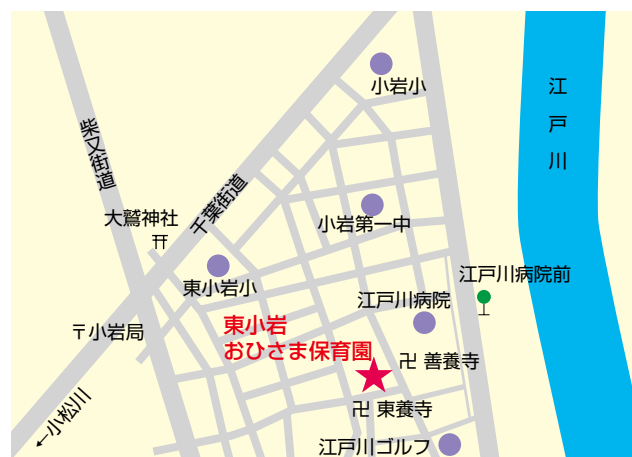 小岩小
江戸川
柴又街道
千葉街道
大鷲神社
小岩第一中
東小岩小
江戸川病院前
江戸川病院
東小岩
おひさま保育園
〒小岩局
卍 善養寺
卍 東養寺
←小松川
江戸川ゴルフ